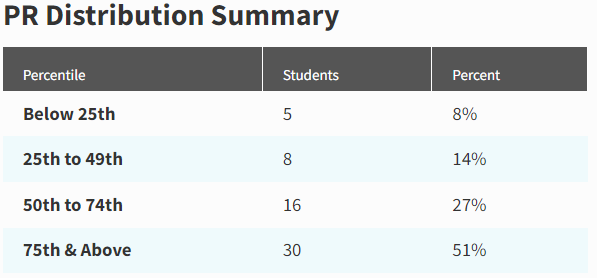 PR Distribution Summary
Percentile Students Percent
Below 25th 5 8%
25th to 49th 8 14%
50th to 74th 16 27%
75th & Above 30 51%